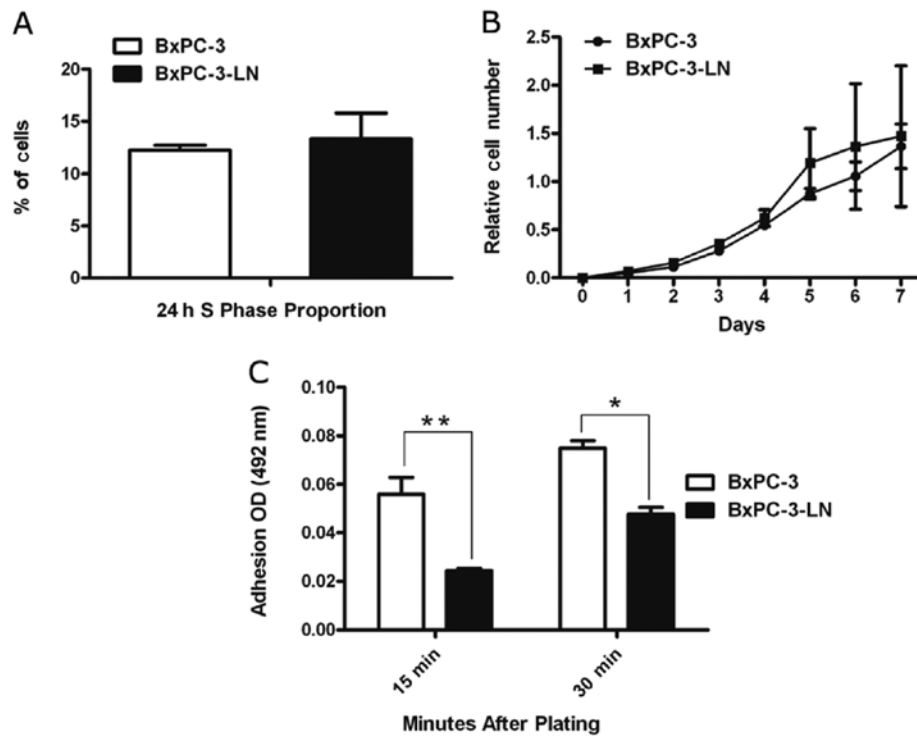 A
BxPC-3
BxPC-3-LN
% of cells
20
15
10
5
0
24 h S Phase Proportion
B
BxPC-3
BxPC-3-LN
Relative cell number
2.5
2.0
1.5
1.0
0.5
0.0
0 1 2 3 4 5 6 7
Days
C
Adhesion OD (492 nm)
0.10
0.08
0.06
0.04
0.02
0.00
**
*
BxPC-3
BxPC-3-LN
15 min
30 min
Minutes After Plating